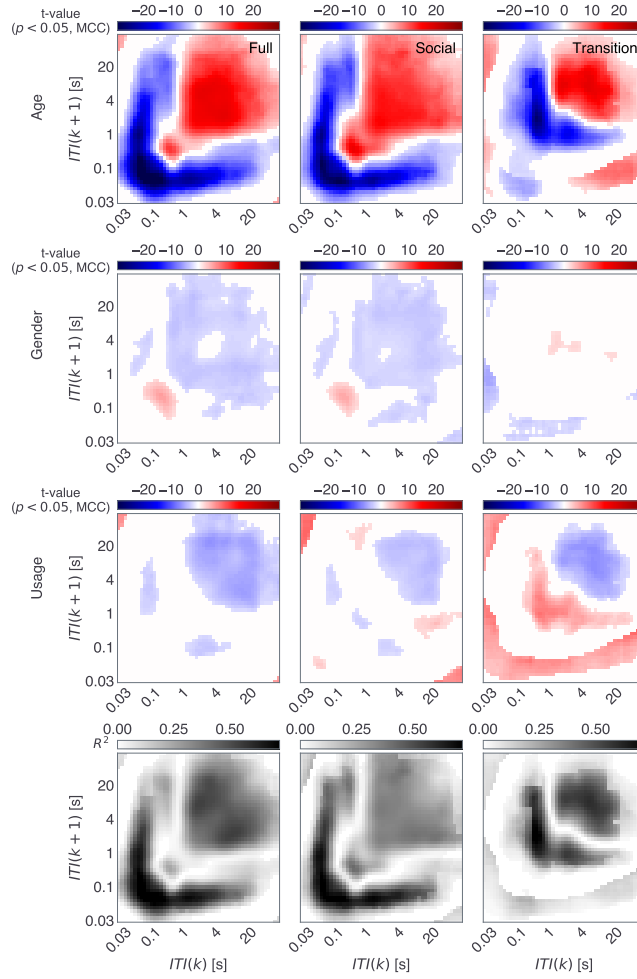 t-value
(p < 0.05, MCC)
−20 −10 0 10 20
−20 −10 0 10 20
−20 −10 0 10 20
Full
Social
Transition
Age
ITI(k + 1) [s]
20
4
1
0.1
0.03
0.03 0.1 1 4 20
0.03 0.1 1 4 20
0.03 0.1 1 4 20
t-value
(p < 0.05, MCC)
−20 −10 0 10 20
−20 −10 0 10 20
−20 −10 0 10 20
Gender
ITI(k + 1) [s]
20
4
1
0.1
0.03
0.03 0.1 1 4 20
0.03 0.1 1 4 20
0.03 0.1 1 4 20
t-value
(p < 0.05, MCC)
−20 −10 0 10 20
−20 −10 0 10 20
−20 −10 0 10 20
Usage
ITI(k + 1) [s]
20
4
1
0.1
0.03
0.03 0.1 1 4 20
0.03 0.1 1 4 20
0.03 0.1 1 4 20
0.00 0.25 0.50
0.00 0.25 0.50
0.00 0.25 0.50
R²
ITI(k + 1) [s]
20
4
1
0.1
0.03
0.03 0.1 1 4 20
0.03 0.1 1 4 20
0.03 0.1 1 4 20
ITI(k) [s]
ITI(k) [s]
ITI(k) [s]